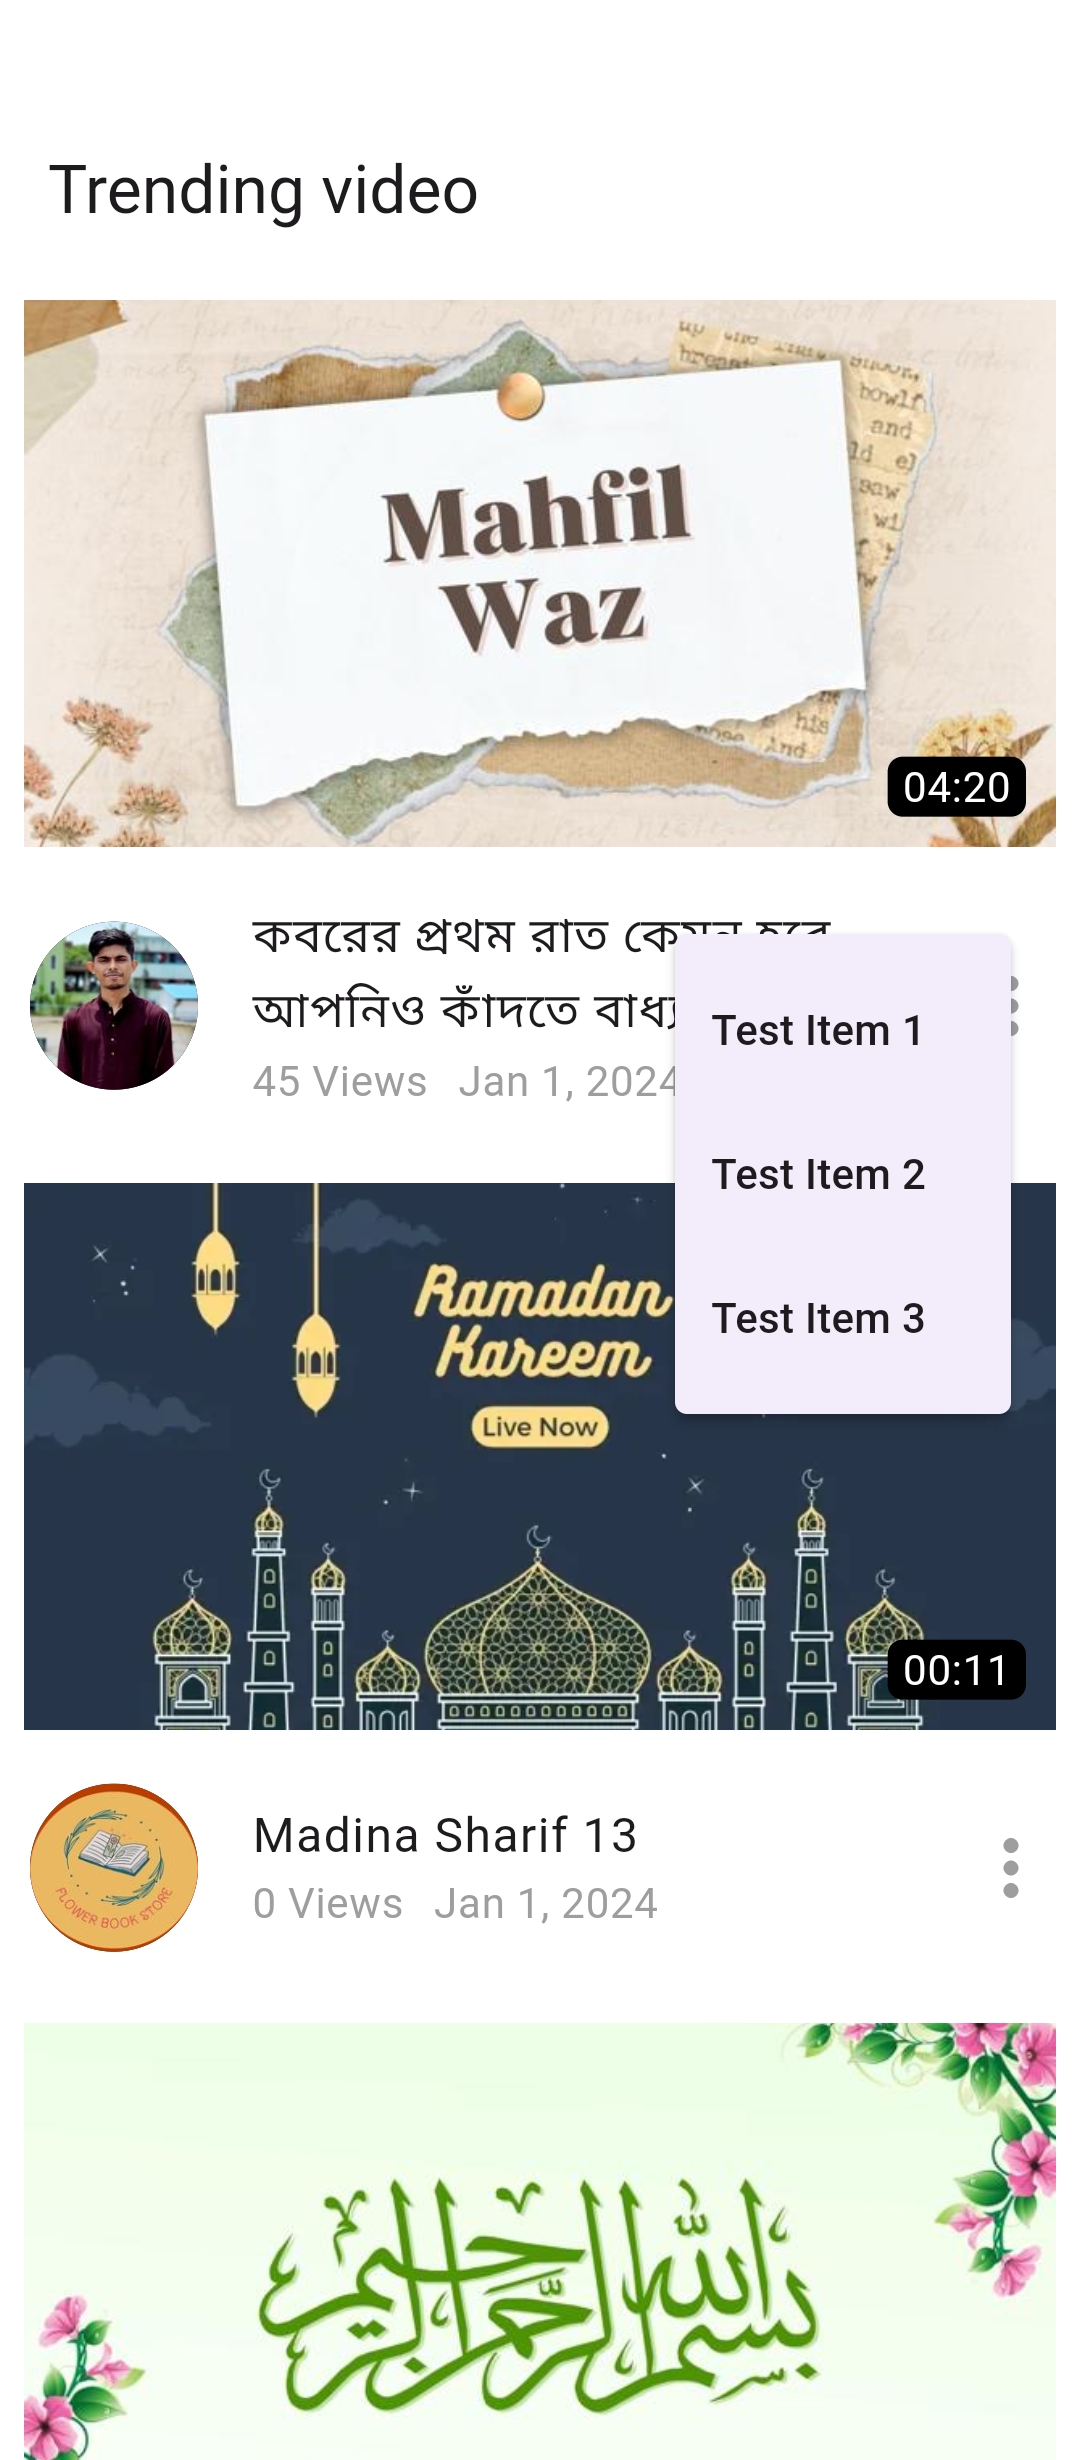 Trending video
Mahfil
Waz
04:20
কবরের প্রথম রাত কেমন হবে
আপনিও কাঁদতে বাধ্য
45 Views Jan 1, 2024
Test Item 1
Test Item 2
Test Item 3
Ramadan
Kareem
Live Now
00:11
FLOWER BOOK STORE
Madina Sharif 13
0 Views Jan 1, 2024
بسم الله الرحمن الرحيم